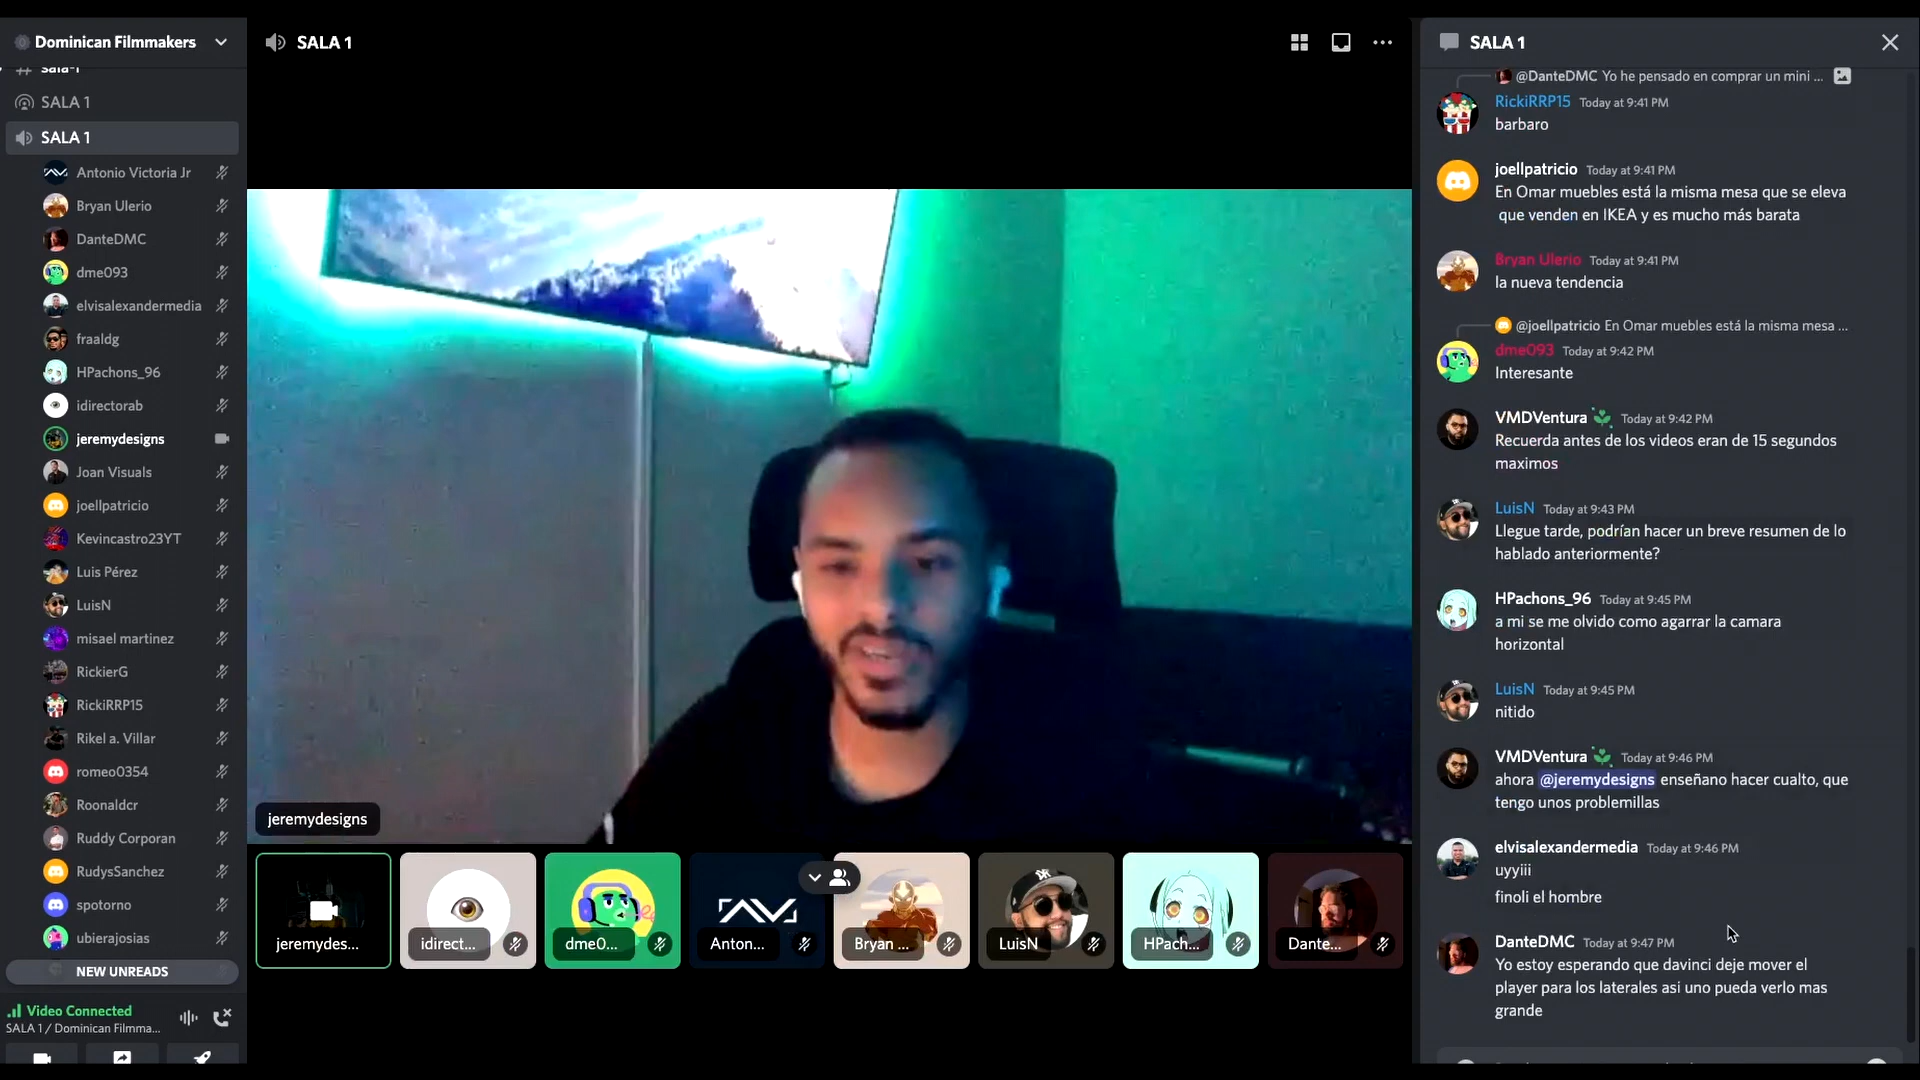 Dominican Filmmakers
sala-1
SALA 1
SALA 1
Antonio Victoria Jr
Bryan Ulerio
DanteDMC
dme093
elvisalexandermedia
fraaldg
HPachons_96
idirectorab
jeremydesigns
Joan Visuals
joellpatricio
Kevincastro23YT
Luis Pérez
LuisN
misael martinez
RickierG
RickiRRP15
Rikel a. Villar
romeo0354
Roonaldcr
Ruddy Corporan
RudysSanchez
spotorno
ubierajosias
NEW UNREADS
Video Connected
SALA 1 / Dominican Filmma...
SALA 1
jeremydesigns
jeremydes...
idirect...
dme0...
Anton...
Bryan ...
LuisN
HPach...
Dante...
SALA 1
@DanteDMC Yo he pensado en comprar un mini ...
RickiRRP15 Today at 9:41 PM
barbaro
joellpatricio Today at 9:41 PM
En Omar muebles está la misma mesa que se eleva
que venden en IKEA y es mucho más barata
Bryan Ulerio Today at 9:41 PM
la nueva tendencia
@joellpatricio En Omar muebles está la misma mesa ...
dme093 Today at 9:42 PM
Interesante
VMDVentura Today at 9:42 PM
Recuerda antes de los videos eran de 15 segundos
maximos
LuisN Today at 9:43 PM
Llegue tarde, podrían hacer un breve resumen de lo
hablado anteriormente?
HPachons_96 Today at 9:45 PM
a mi se me olvido como agarrar la camara
horizontal
LuisN Today at 9:45 PM
nitido
VMDVentura Today at 9:46 PM
ahora @jeremydesigns enseñano hacer cualto, que
tengo unos problemillas
elvisalexandermedia Today at 9:46 PM
uyyiii
finoli el hombre
DanteDMC Today at 9:47 PM
Yo estoy esperando que davinci deje mover el
player para los laterales asi uno pueda verlo mas
grande